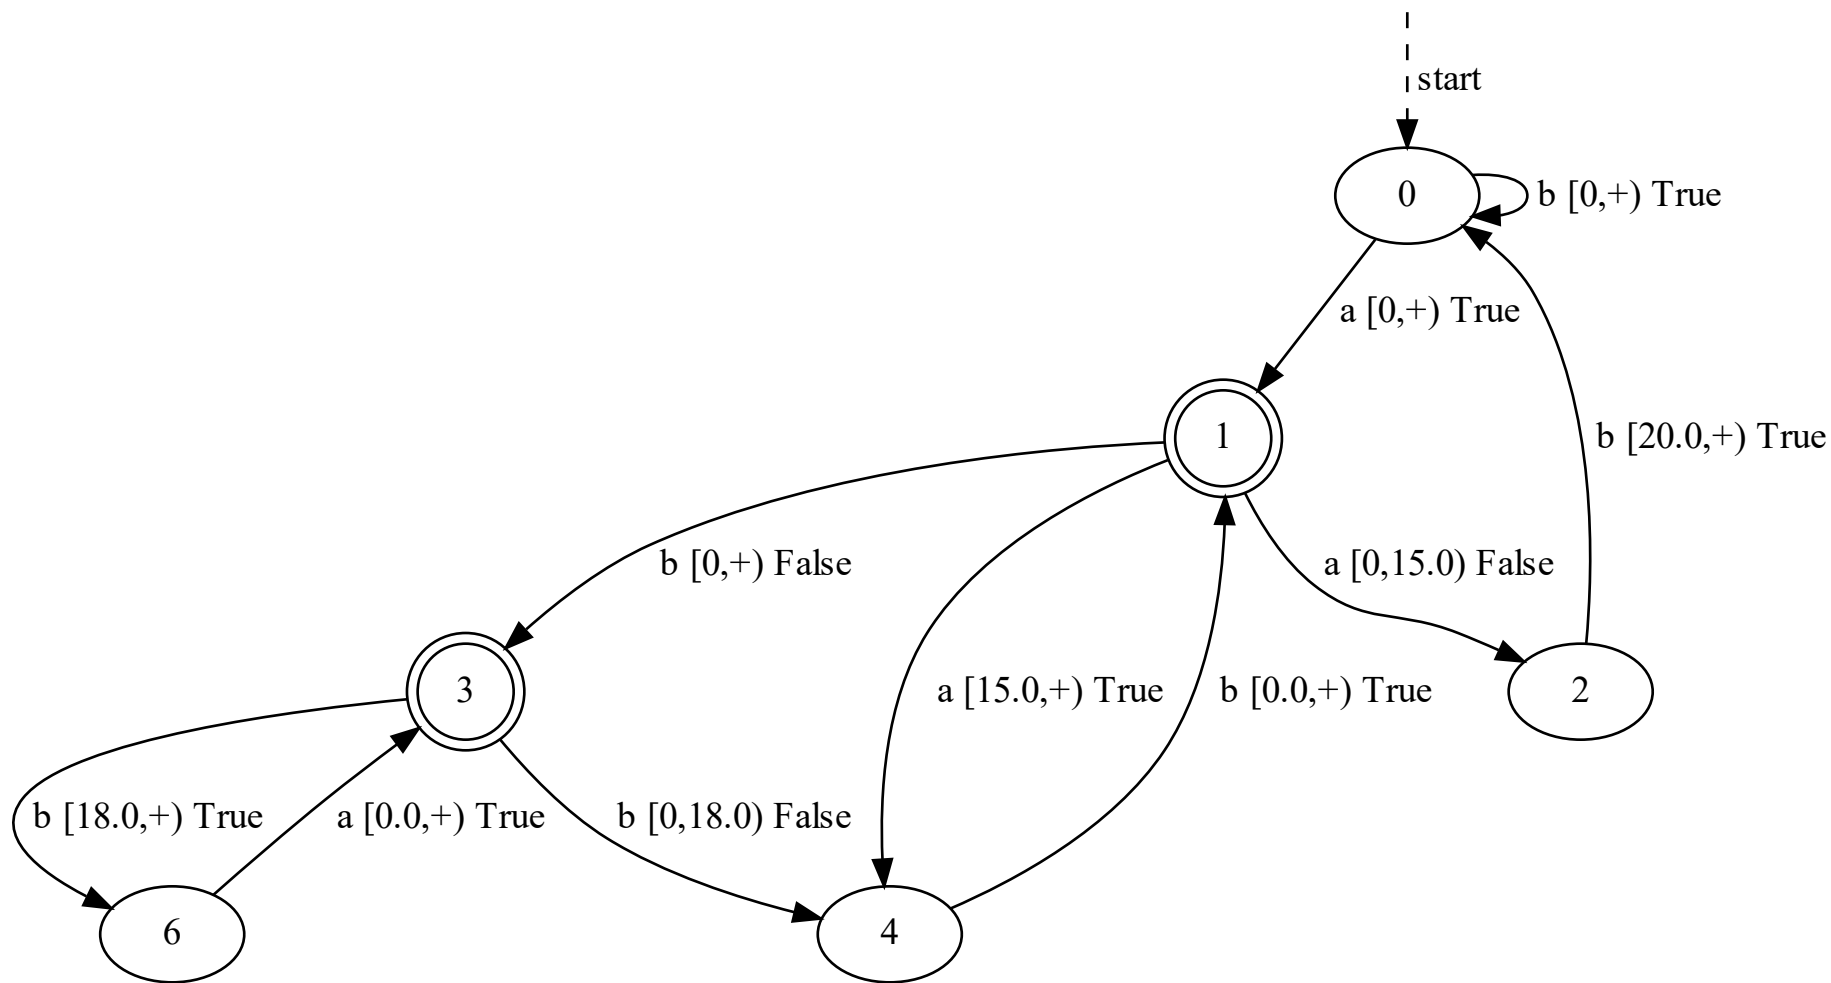 start
0
b [0,+) True
a [0,+) True
1
b [20.0,+) True
b [0,+) False
a [0,15.0) False
3
a [15.0,+) True
b [0.0,+) True
2
b [18.0,+) True
a [0.0,+) True
b [0,18.0) False
6
4